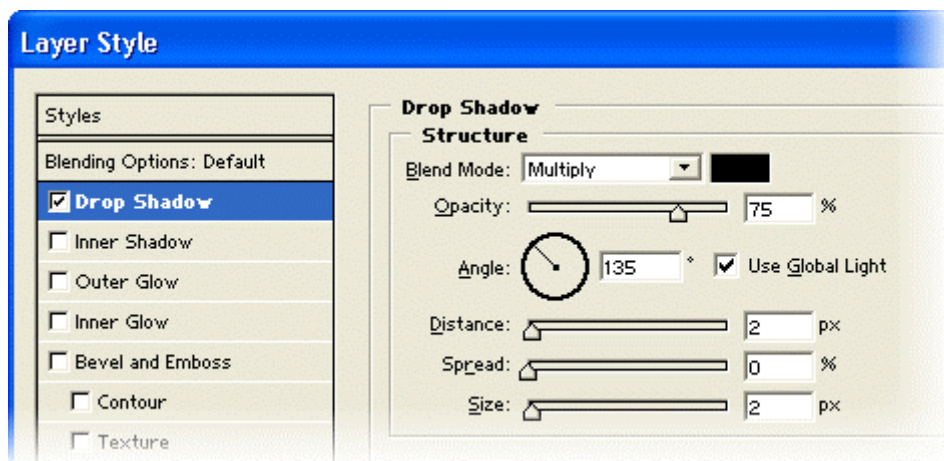 Layer Style
Styles
Blending Options: Default
Drop Shadow
Inner Shadow
Outer Glow
Inner Glow
Bevel and Emboss
Contour
Texture
Drop Shadow
Structure
Blend Mode: Multiply
Opacity: 75 %
Angle: 135 ° Use Global Light
Distance: 2 px
Spread: 0 %
Size: 2 px